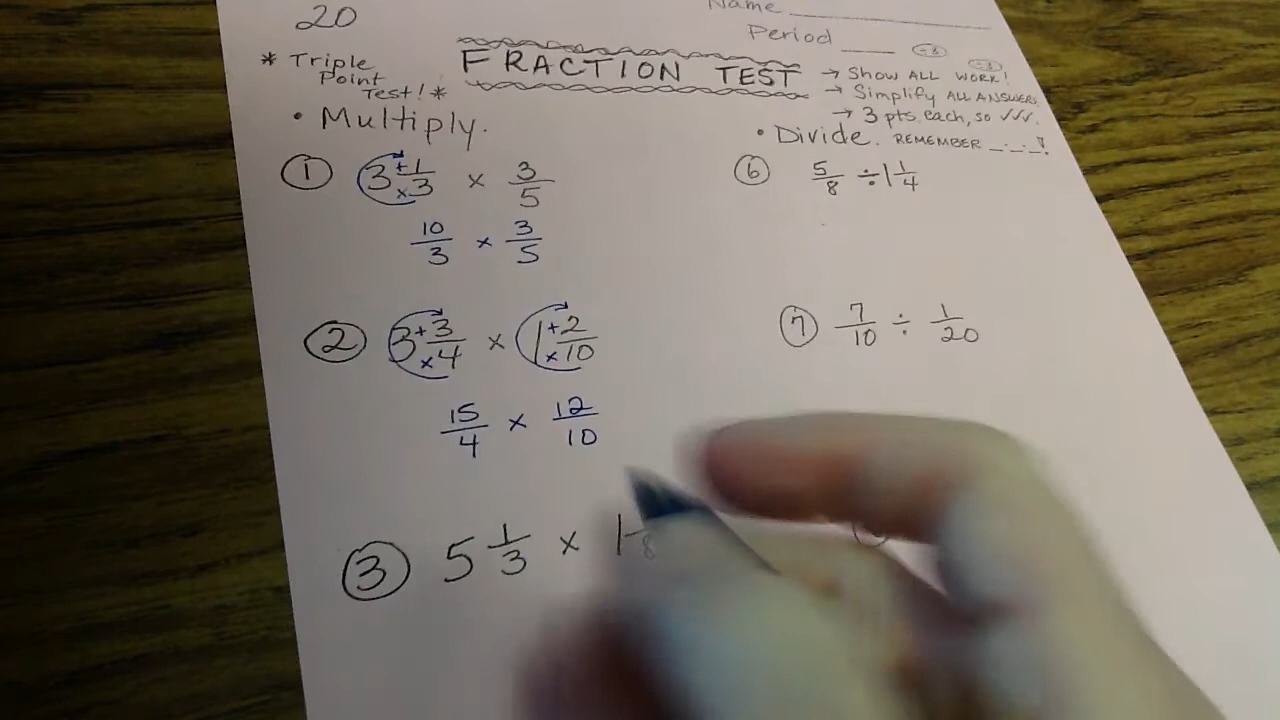 20
Name
Period
* Triple
Point
Test! *
FRACTION TEST
→ Show ALL WORK!
→ Simplify ALL ANSWERS.
→ 3 pts. each, so ✓✓✓.
• Multiply.
• Divide. REMEMBER _._._!
① 3 + 1/3 × × 3/5
10/3 × 3/5
② 3 + 3/4 × × 1 + 2/10 ×
15/4 × 12/10
③ 5 1/3 × 1 /8
⑥ 5/8 ÷ 1 1/4
⑦ 7/10 ÷ 1/20